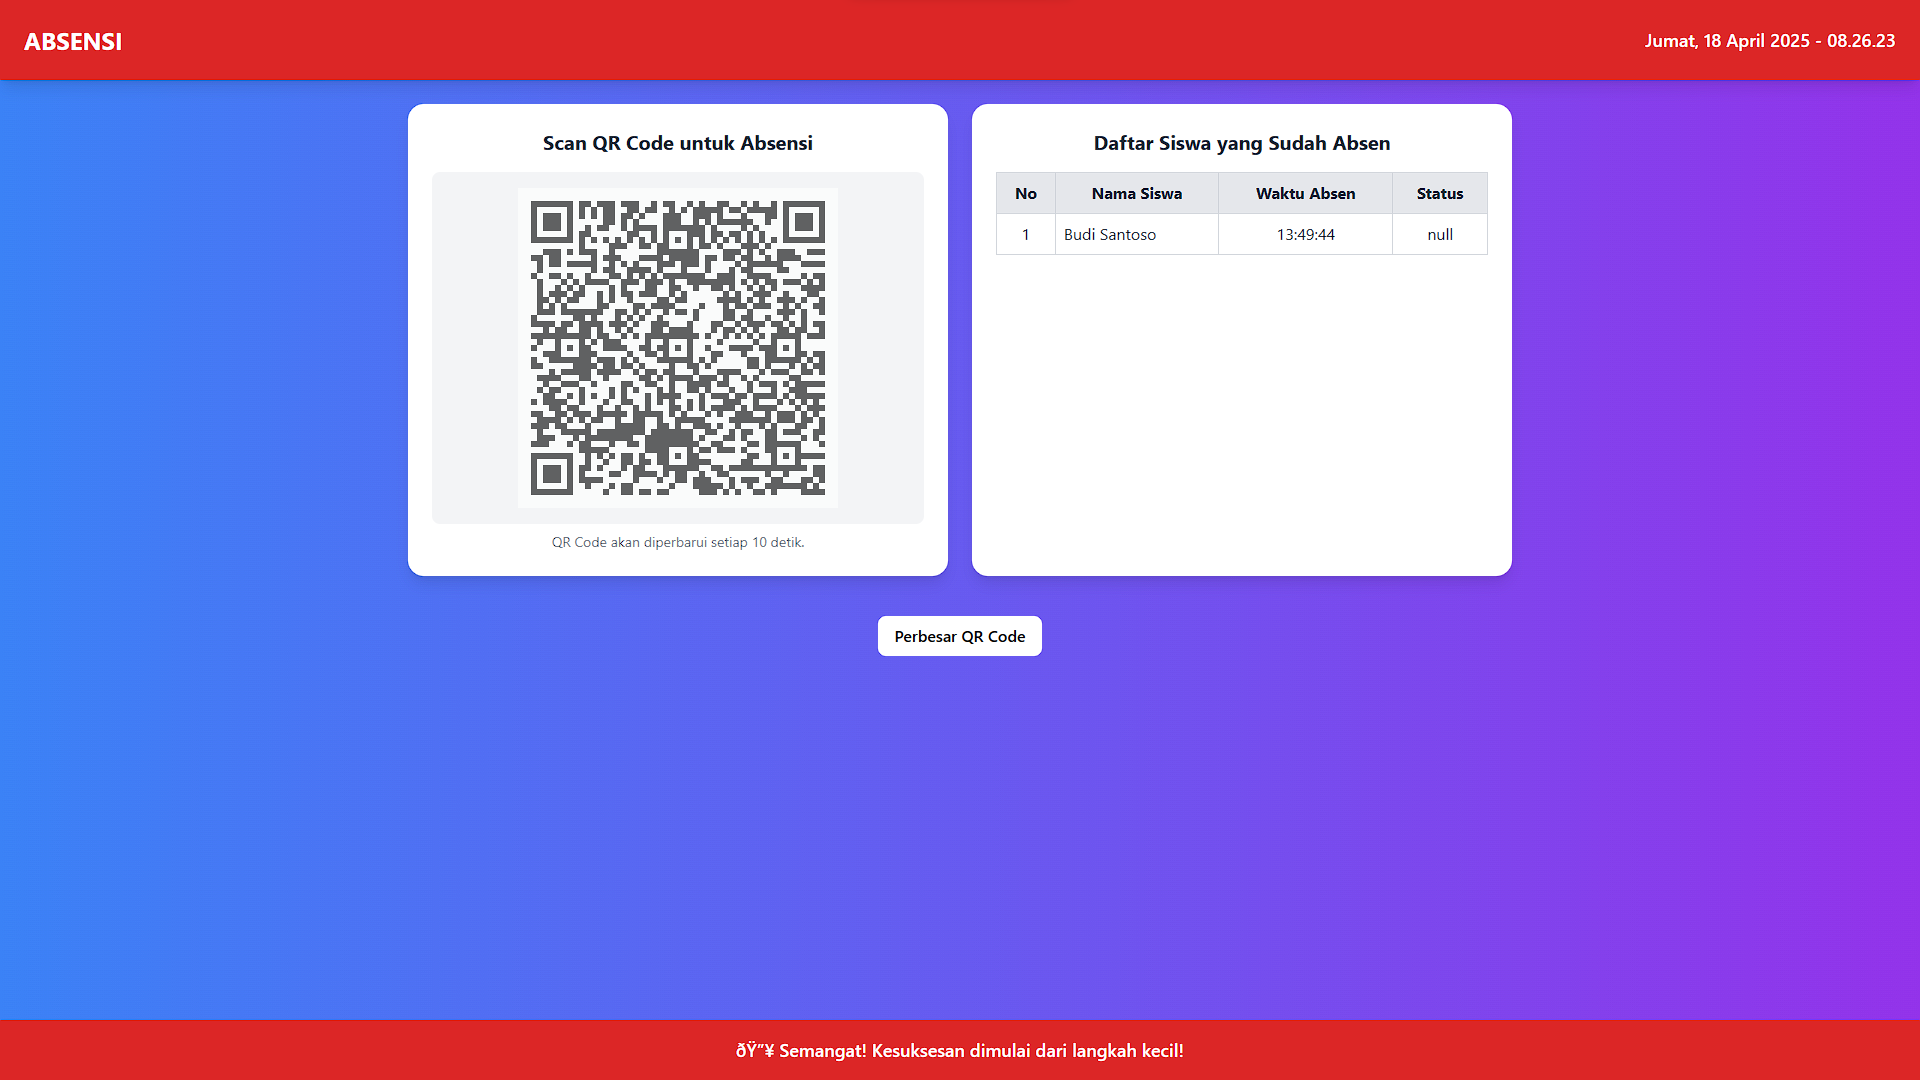 ABSENSI
Jumat, 18 April 2025 - 08.26.23
Scan QR Code untuk Absensi
QR Code akan diperbarui setiap 10 detik.
Daftar Siswa yang Sudah Absen
No Nama Siswa Waktu Absen Status
1 Budi Santoso 13:49:44 null
Perbesar QR Code
ðŸ”¥ Semangat! Kesuksesan dimulai dari langkah kecil!